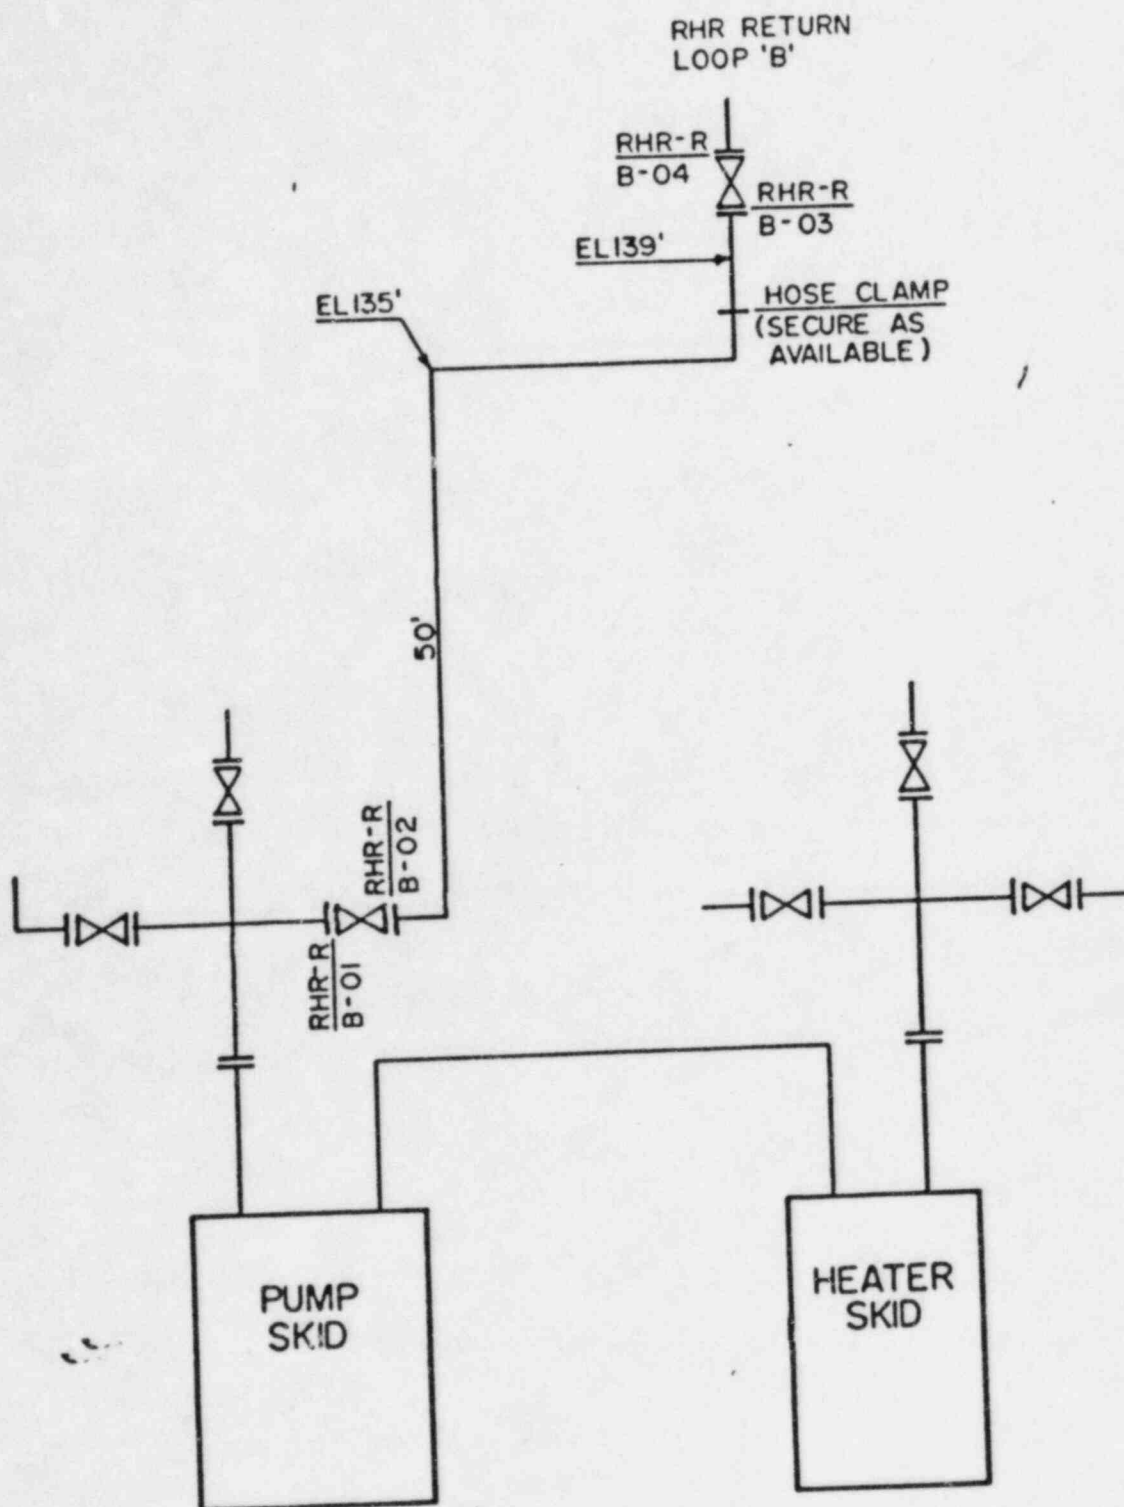 RHR RETURN
LOOP 'B'
RHR-R
B-04
RHR-R
B-03
EL139'
EL135'
HOSE CLAMP
(SECURE AS
AVAILABLE)
50'
RHR-R
B-02
RHR-R
B-01
PUMP
SKID
HEATER
SKID